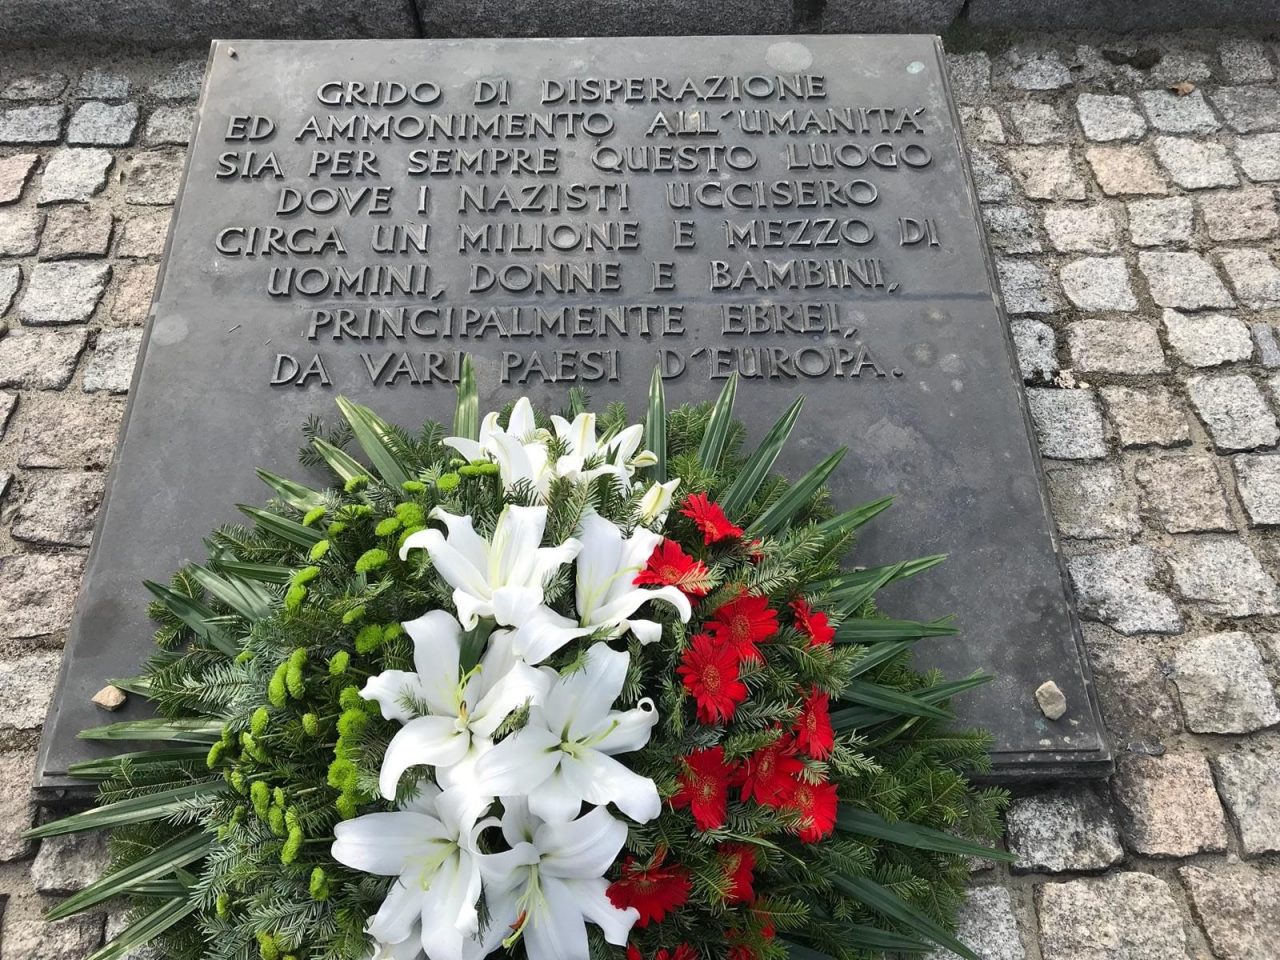 GRIDO DI DISPERAZIONE
ED AMMONIMENTO ALL´UMANITA´
SIA PER SEMPRE QUESTO LUOGO
DOVE I NAZISTI UCCISERO
CIRCA UN MILIONE E MEZZO DI
UOMINI, DONNE E BAMBINI,
PRINCIPALMENTE EBREI,
DA VARI PAESI D´EUROPA.